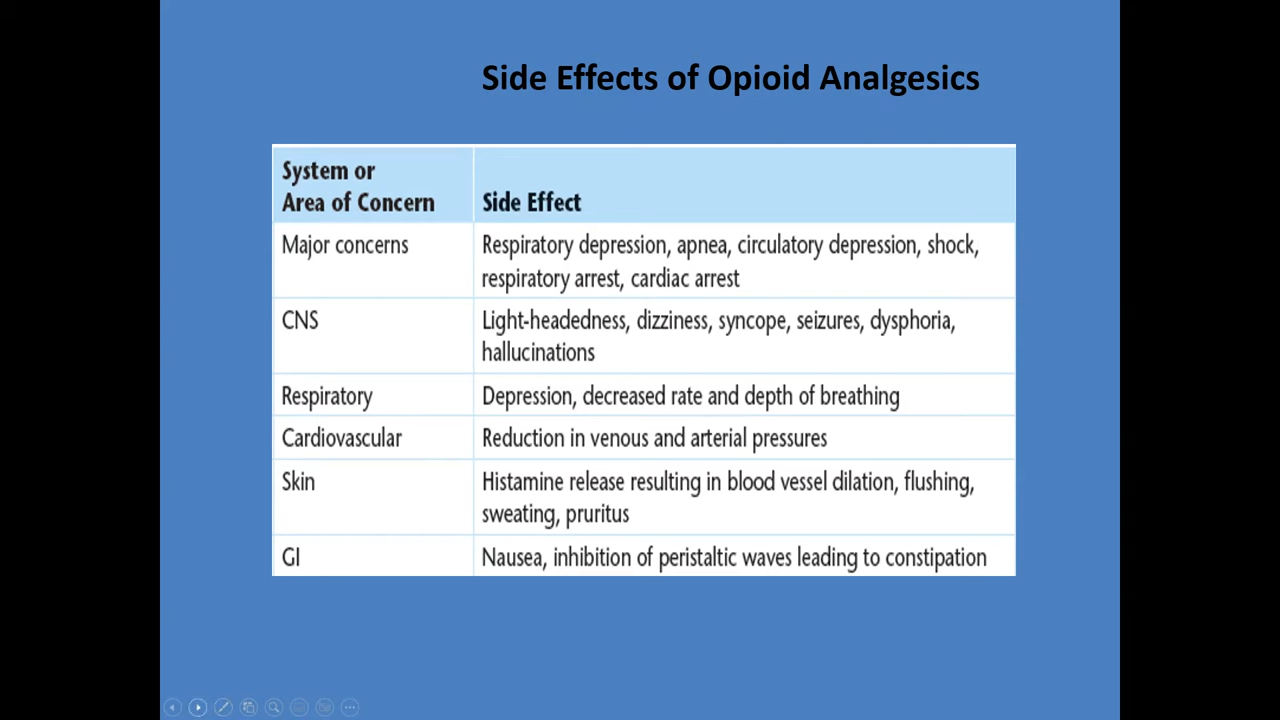 Side Effects of Opioid Analgesics
System or
Area of Concern
Side Effect
Major concerns
Respiratory depression, apnea, circulatory depression, shock,
respiratory arrest, cardiac arrest
CNS
Light-headedness, dizziness, syncope, seizures, dysphoria,
hallucinations
Respiratory
Depression, decreased rate and depth of breathing
Cardiovascular
Reduction in venous and arterial pressures
Skin
Histamine release resulting in blood vessel dilation, flushing,
sweating, pruritus
GI
Nausea, inhibition of peristaltic waves leading to constipation